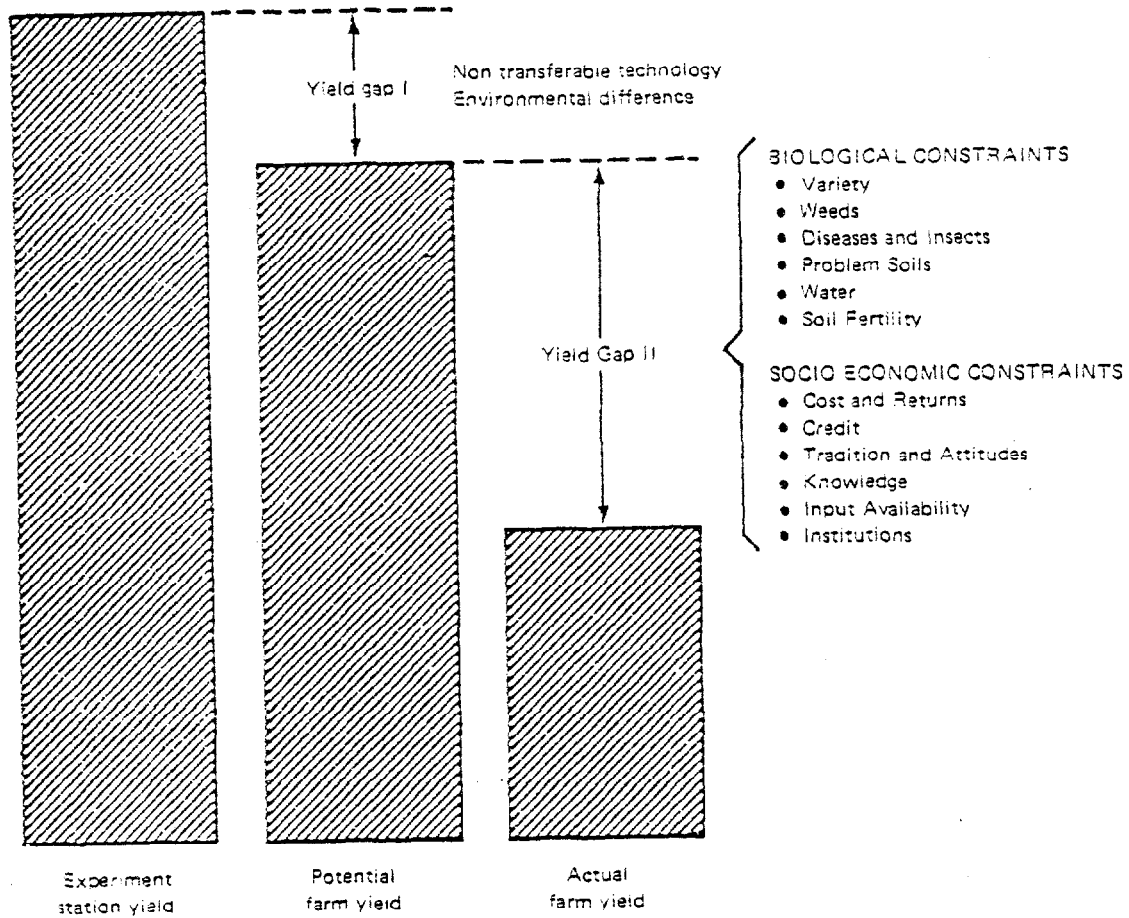 Yield gap I
Non transferable technology
Environmental difference
Yield Gap II
BIOLOGICAL CONSTRAINTS
• Variety
• Weeds
• Diseases and Insects
• Problem Soils
• Water
• Soil Fertility
SOCIO ECONOMIC CONSTRAINTS
• Cost and Returns
• Credit
• Tradition and Attitudes
• Knowledge
• Input Availability
• Institutions
Experiment
station yield
Potential
farm yield
Actual
farm yield